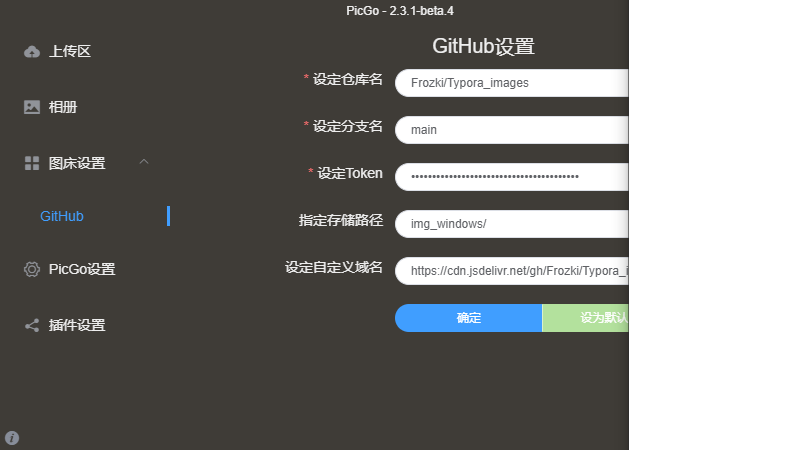 PicGo - 2.3.1-beta.4
上传区
相册
图床设置
GitHub
PicGo设置
插件设置
GitHub设置
* 设定仓库名
Frozki/Typora_images
* 设定分支名
main
* 设定Token
指定存储路径
img_windows/
设定自定义域名
https://cdn.jsdelivr.net/gh/Frozki/Typora_i
确定
设为默认